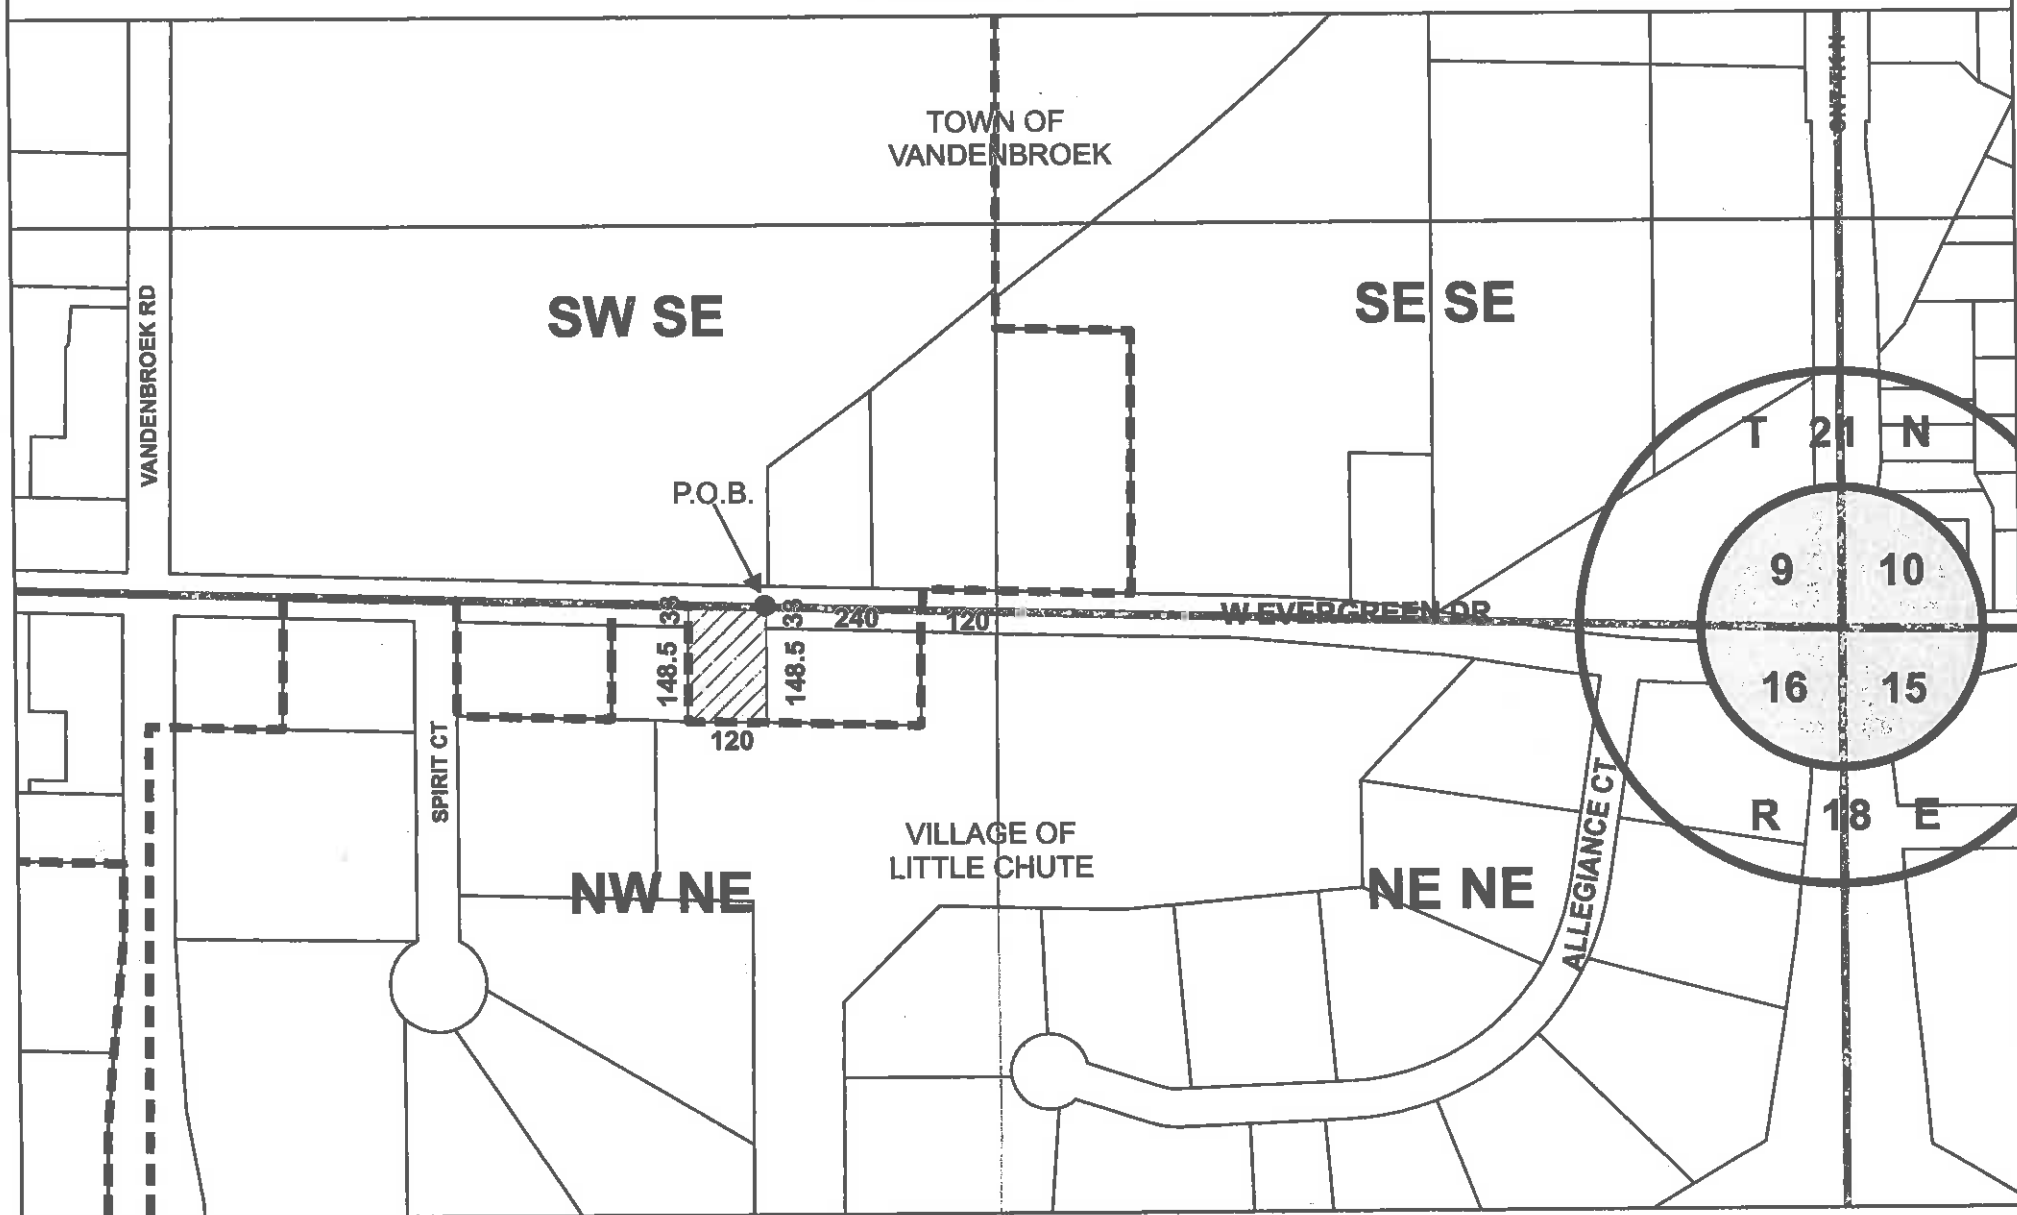 CNTY TK N
TOWN OF
VANDENBROEK
SW SE
SE SE
VANDENBROEK RD
T 21 N
P.O.B.
9
10
33
33
240
120
W EVERGREEN DR
148.5
148.5
120
16
15
SPIRIT CT
VILLAGE OF
LITTLE CHUTE
R 18 E
NW NE
NE NE
ALLEGIANCE CT